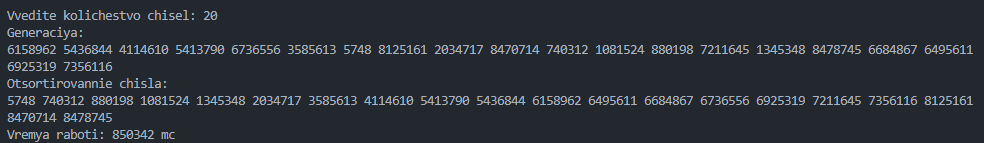 Vvedite kolichestvo chisel: 20
Generaciya:
6158962 5436844 4114610 5413790 6736556 3585613 5748 8125161 2034717 8470714 740312 1081524 880198 7211645 1345348 8478745 6684867 6495611
6925319 7356116
Otsortirovannie chisla:
5748 740312 880198 1081524 1345348 2034717 3585613 4114610 5413790 5436844 6158962 6495611 6684867 6736556 6925319 7211645 7356116 8125161
8470714 8478745
Vremya raboti: 850342 mc